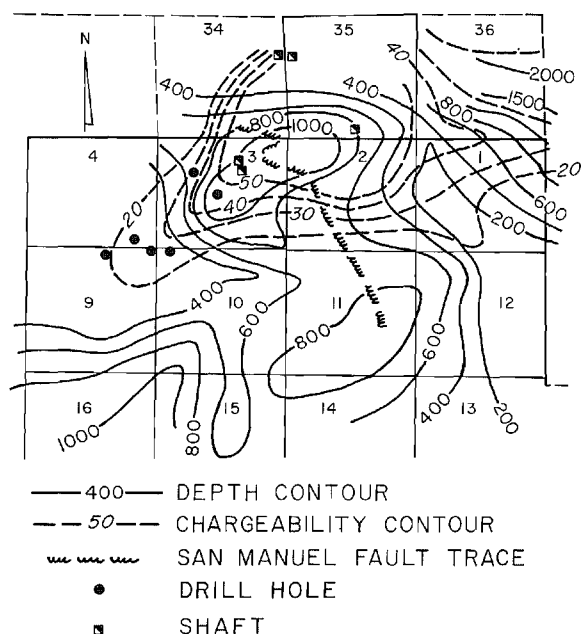 34 35 36
N
400 400 40 2000
800 1000 800 1500
4 3 2 1 20
50
20 40 30 200 600
9 400 10 600 11 800 12
16 15 14 600 400 13 200
1000 800
400 DEPTH CONTOUR
50 CHARGEABILITY CONTOUR
SAN MANUEL FAULT TRACE
DRILL HOLE
SHAFT